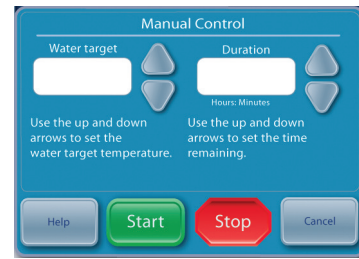 Manual Control
Water target
Duration
Hours: Minutes
Use the up and down
arrows to set the
water target temperature.
Use the up and down
arrows to set the time
remaining.
Help
Start
Stop
Cancel